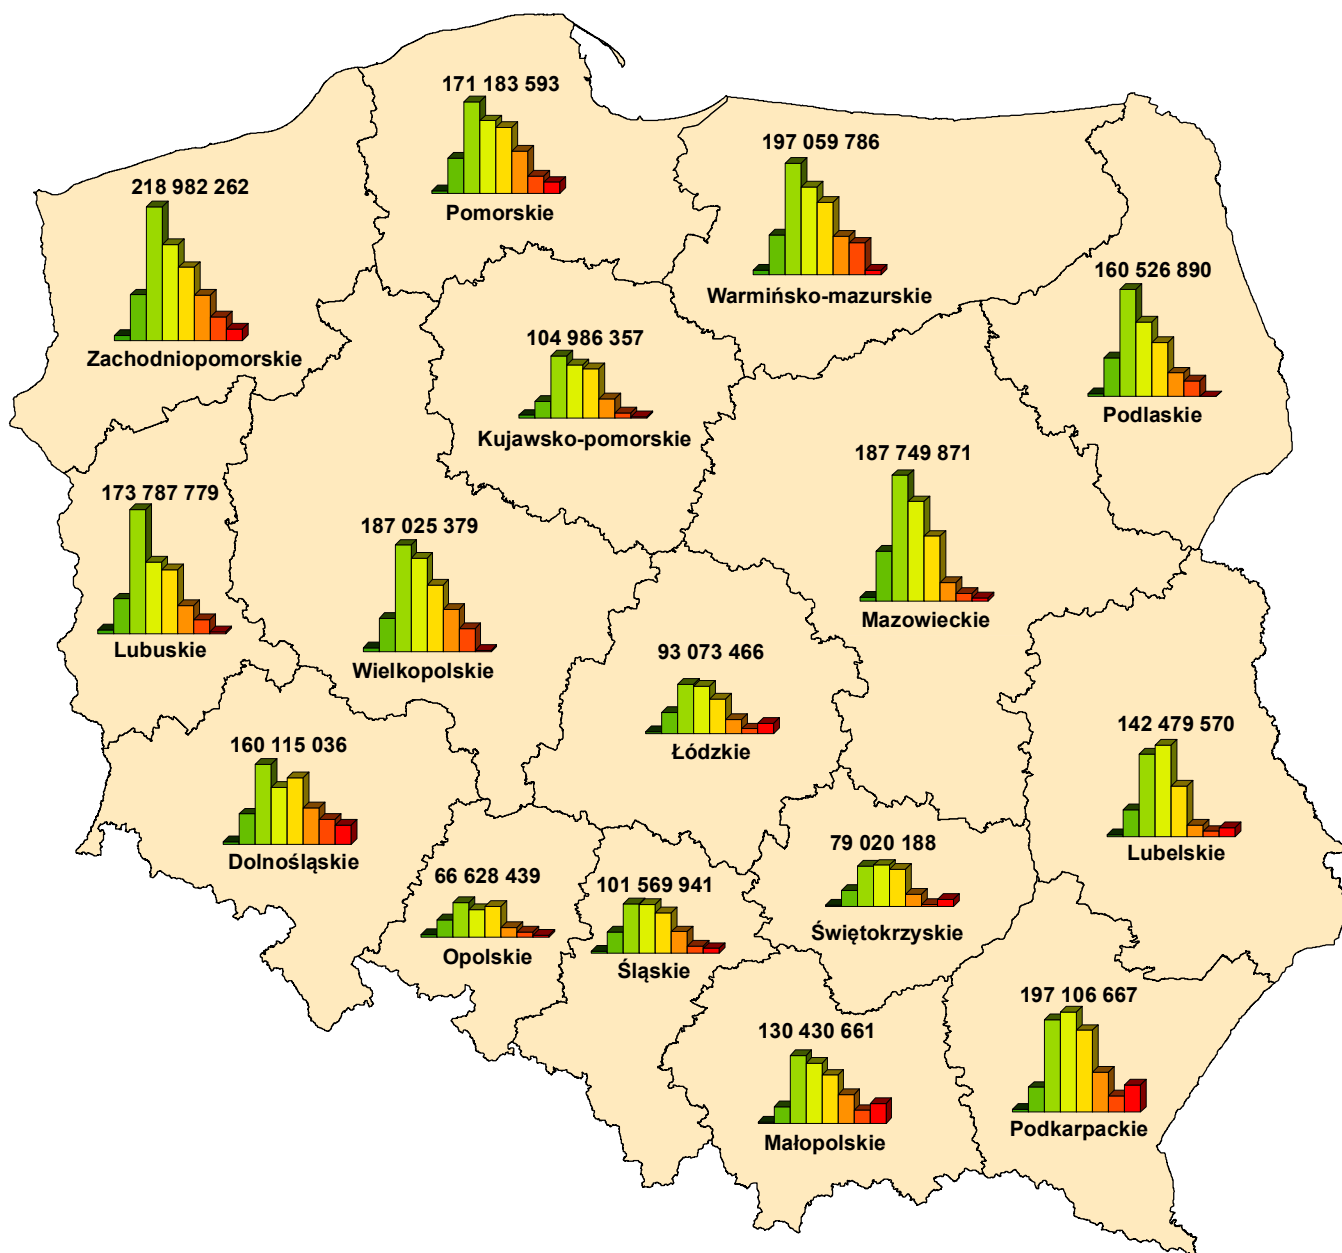 171 183 593
Pomorskie
197 059 786
Warmińsko-mazurskie
218 982 262
Zachodniopomorskie
160 526 890
Podlaskie
104 986 357
Kujawsko-pomorskie
187 749 871
Mazowieckie
173 787 779
Lubuskie
187 025 379
Wielkopolskie
93 073 466
Łódzkie
142 479 570
Lubelskie
160 115 036
Dolnośląskie
79 020 188
Świętokrzyskie
66 628 439
Opolskie
101 569 941
Śląskie
197 106 667
Podkarpackie
130 430 661
Małopolskie